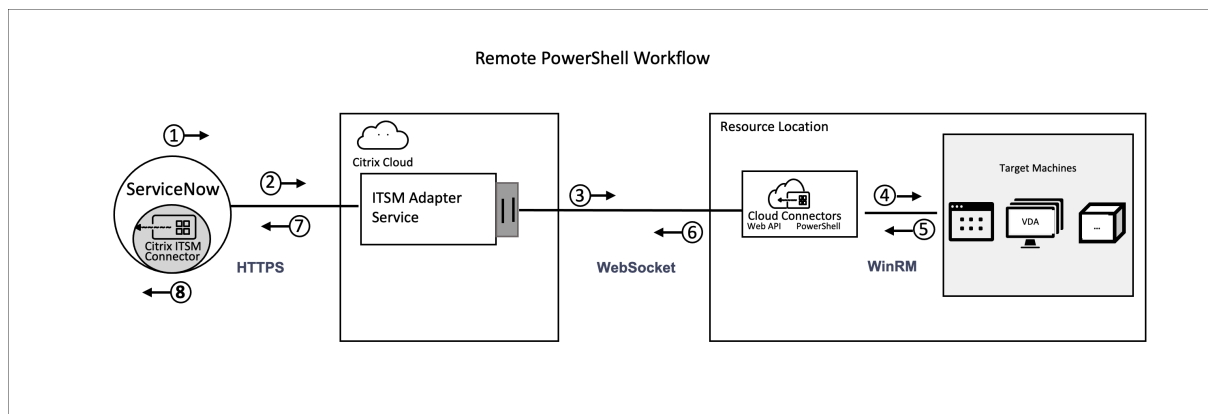 Remote PowerShell Workflow
①
ServiceNow
Citrix ITSM
Connector
⑧
②
⑦
HTTPS
Citrix Cloud
ITSM Adapter
Service
③
⑥
WebSocket
Resource Location
Cloud Connectors
Web API PowerShell
④
⑤
WinRM
Target Machines
VDA
...